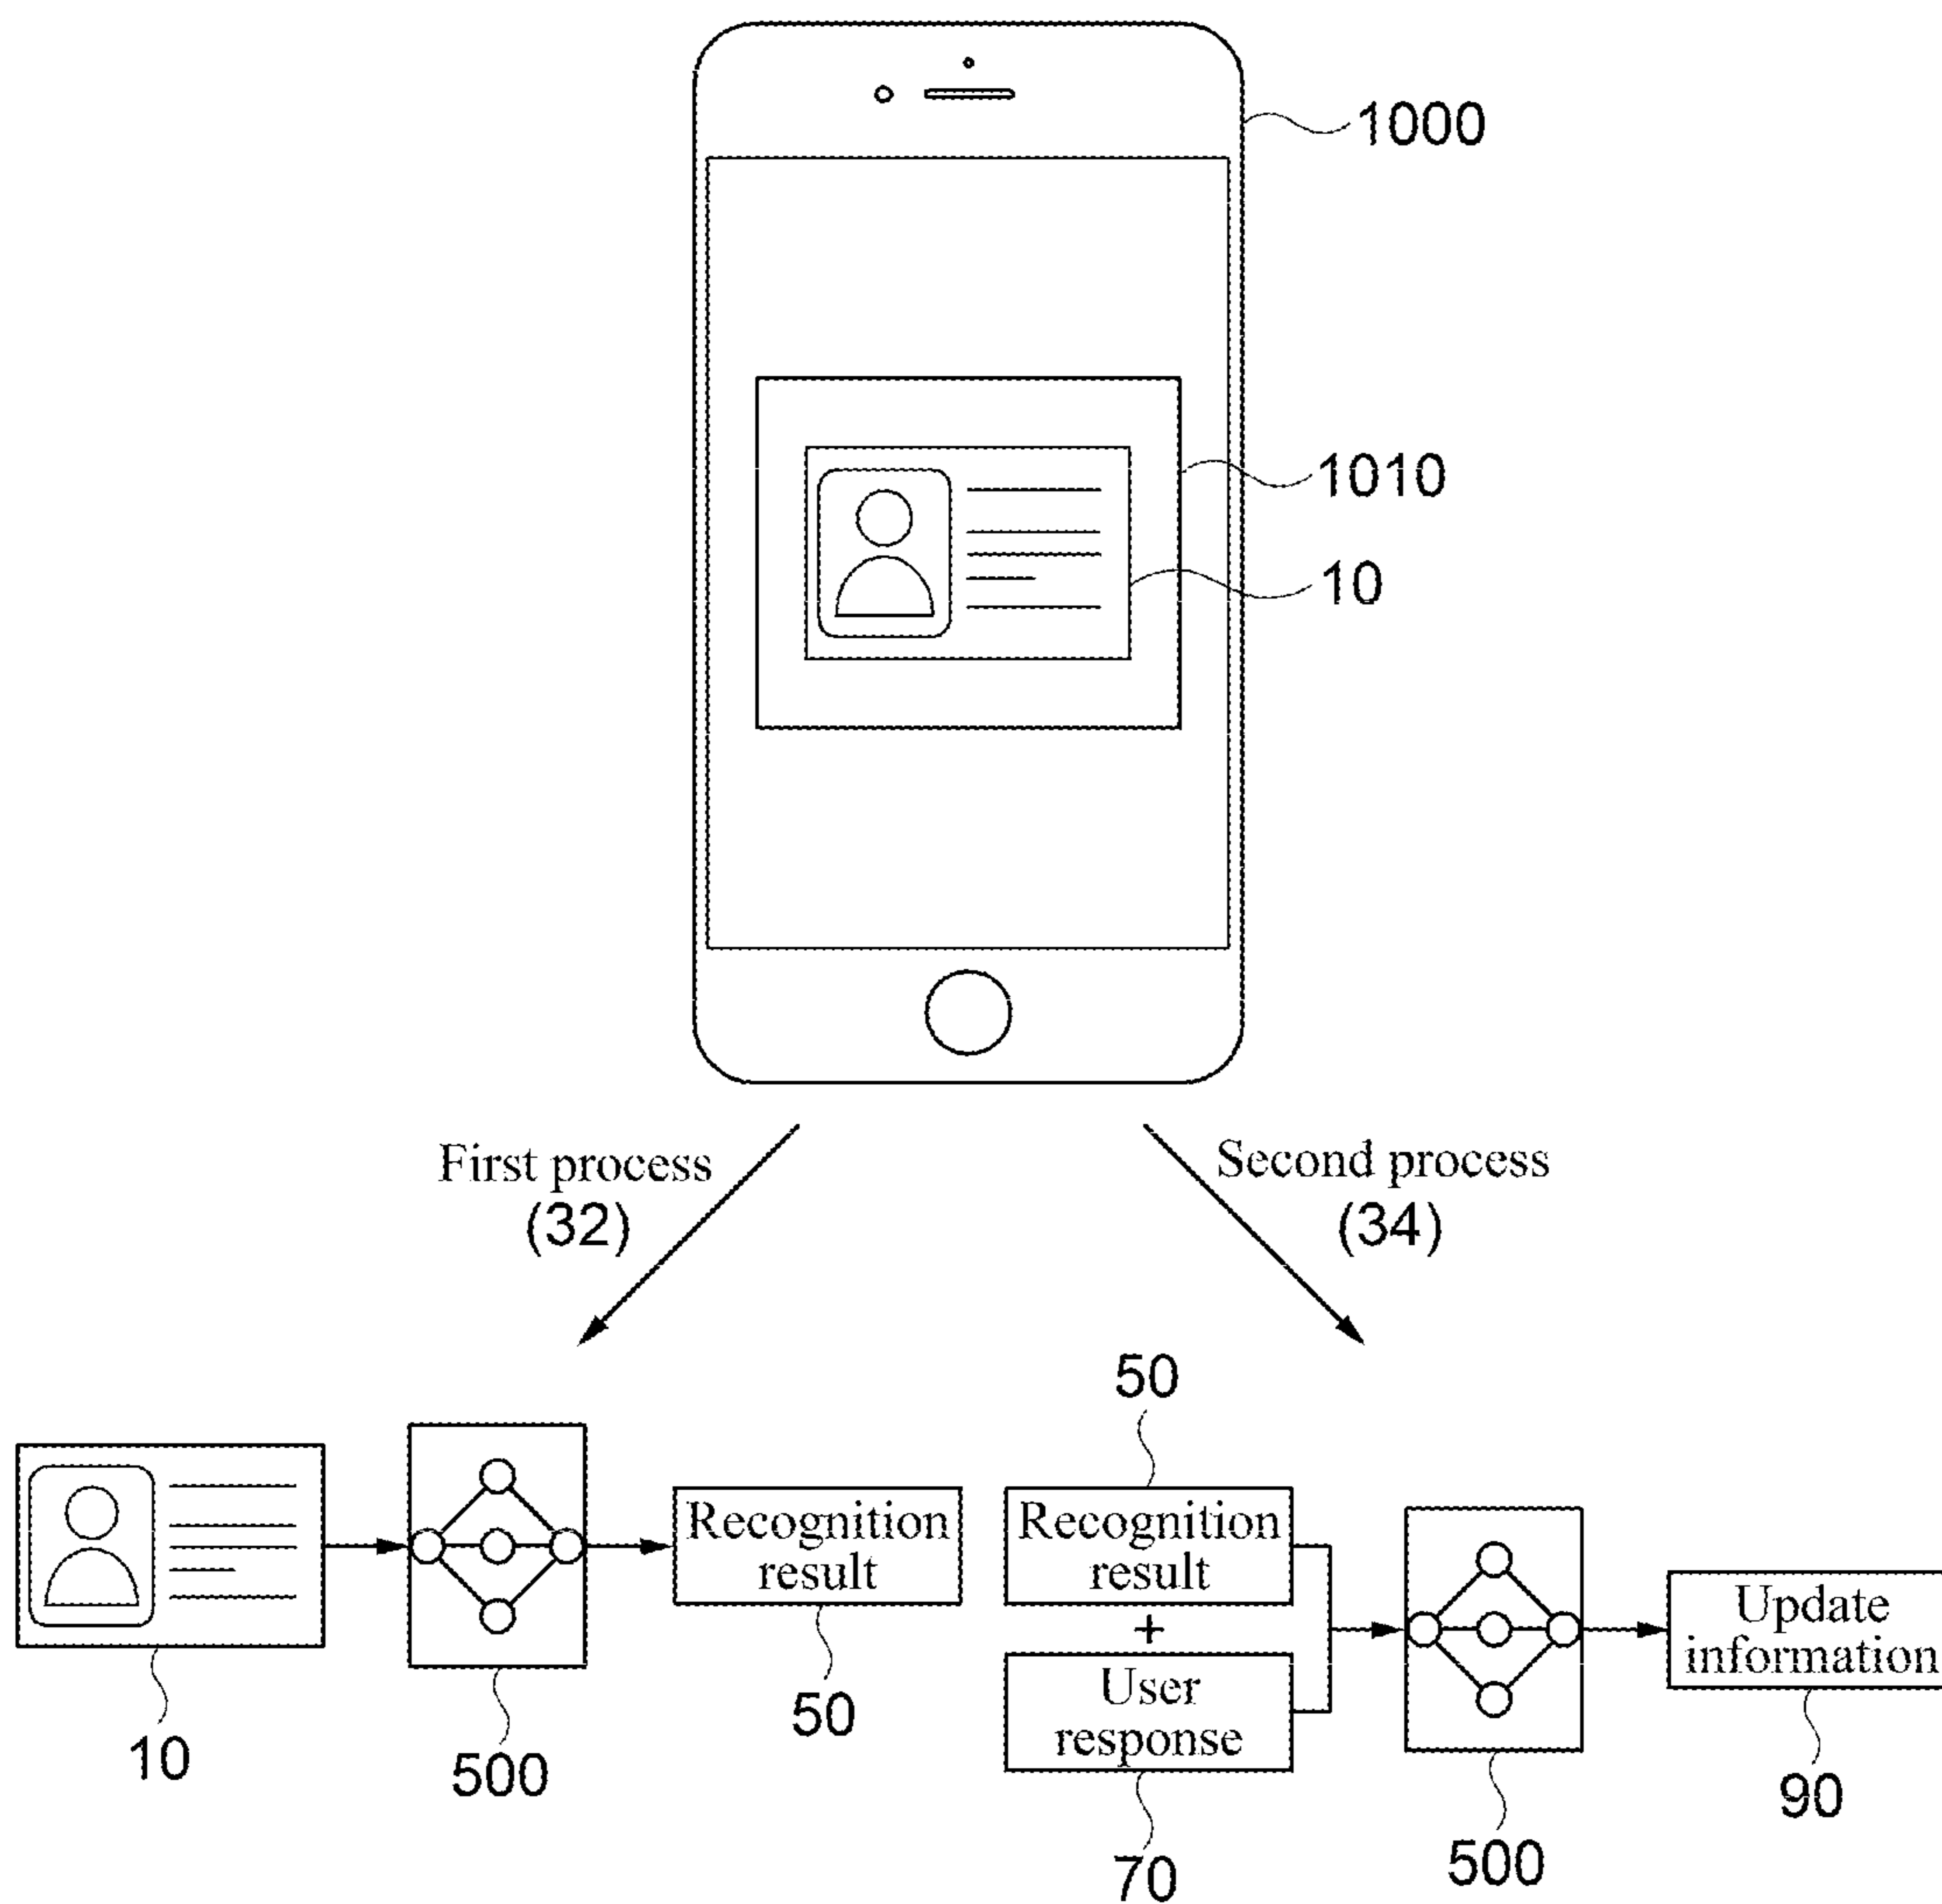 1000
1010
10
First process
(32)
Second process
(34)
50
Recognition
result
Recognition
result
+
User
response
Update
information
10
500
50
70
500
90